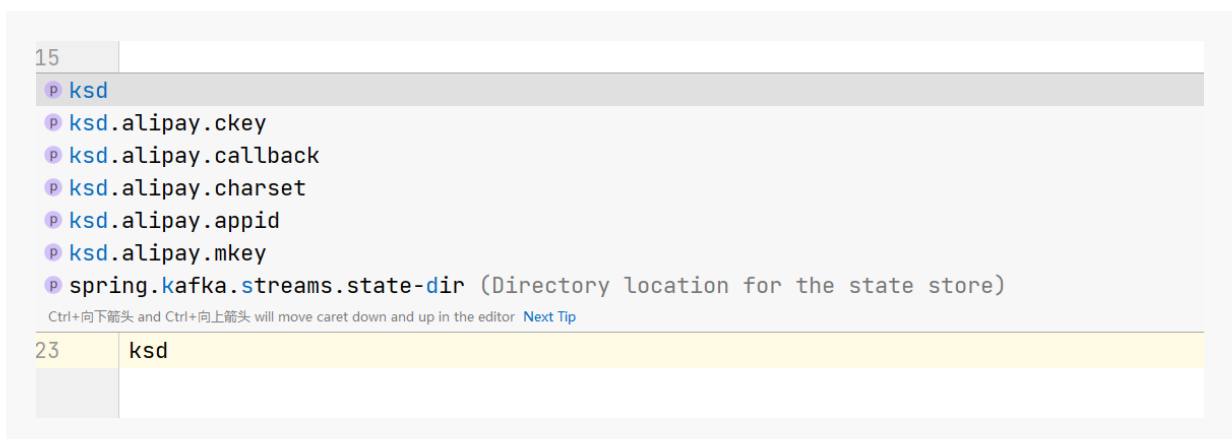 15
p ksd
p ksd.alipay.ckey
p ksd.alipay.callback
p ksd.alipay.charset
p ksd.alipay.appid
p ksd.alipay.mkey
p spring.kafka.streams.state-dir (Directory location for the state store)
Ctrl+向下箭头 and Ctrl+向上箭头 will move caret down and up in the editor Next Tip
23 ksd